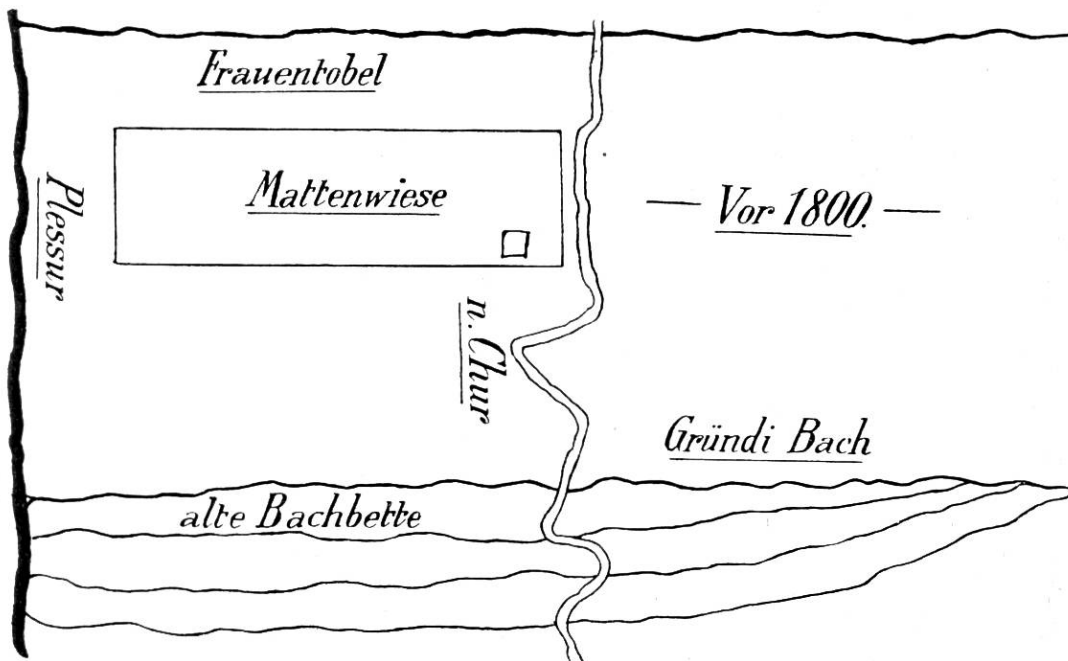 Frauentobel
Mattenwiese
Plessur
— Vor 1800. —
n. Chur
Gründi Bach
alte Bachbette